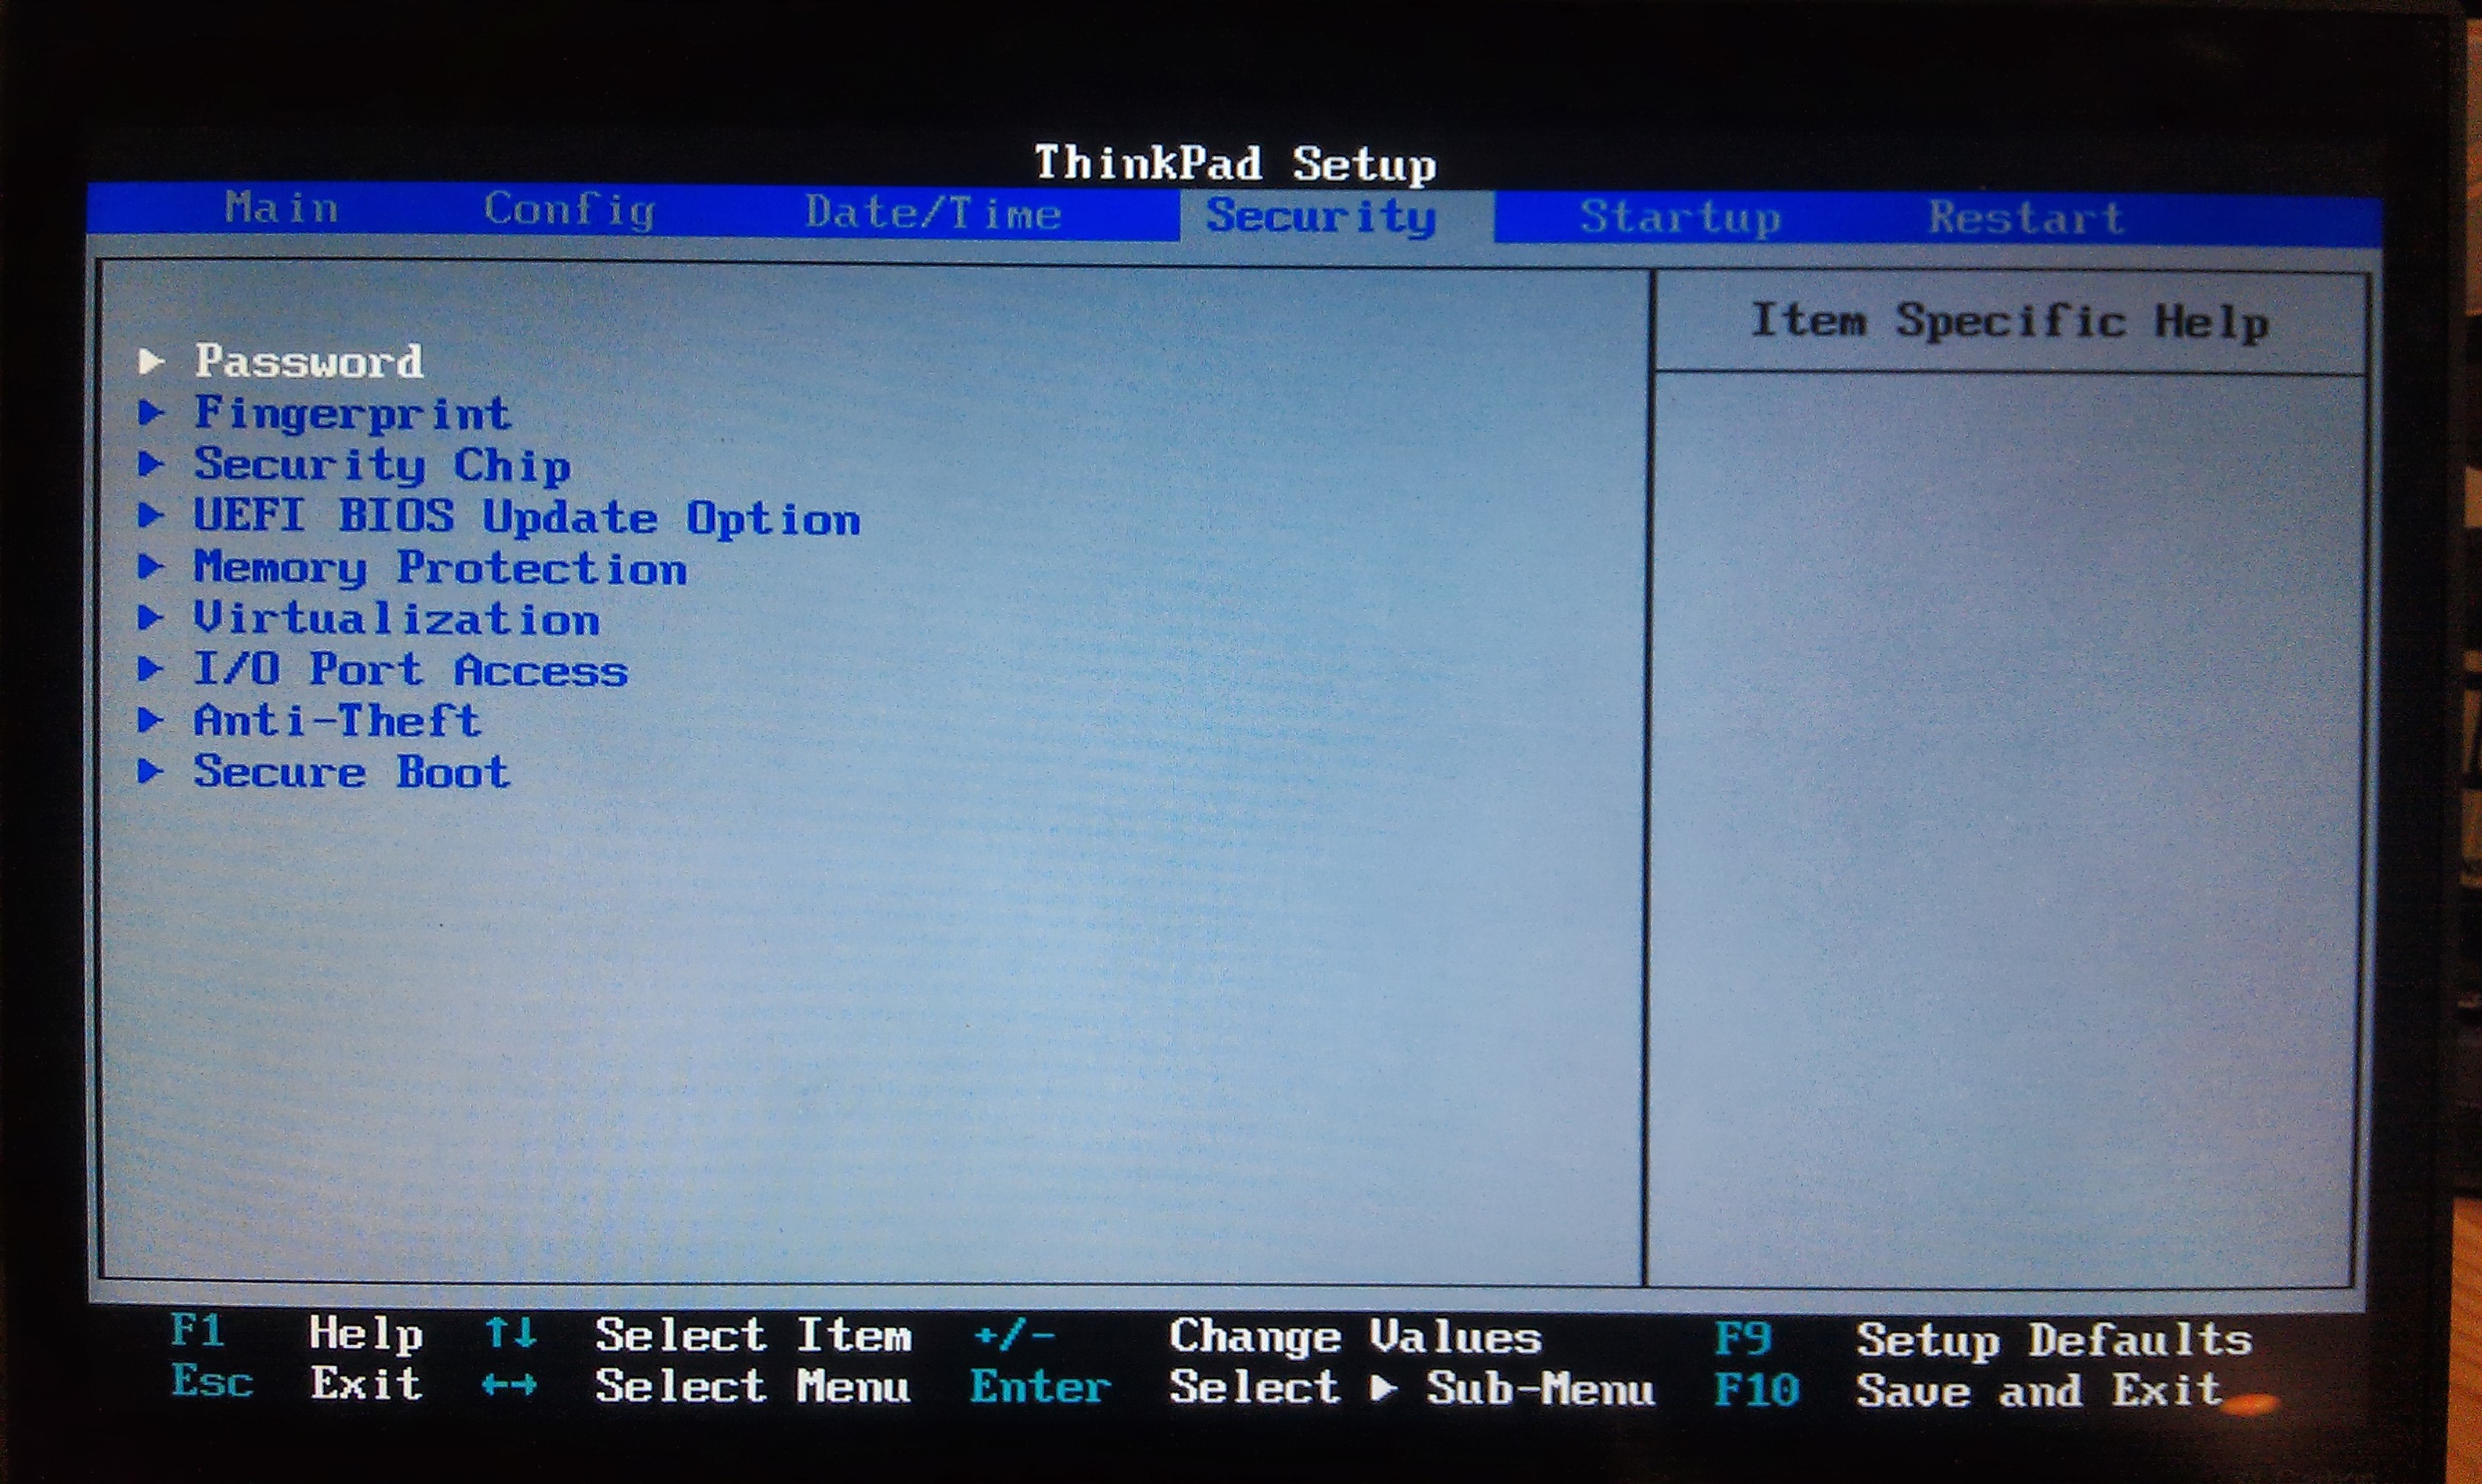 ThinkPad Setup
Main Config Date/Time Security Startup Restart
Item Specific Help
▶ Password
▶ Fingerprint
▶ Security Chip
▶ UEFI BIOS Update Option
▶ Memory Protection
▶ Virtualization
▶ I/O Port Access
▶ Anti-Theft
▶ Secure Boot
F1 Help ↑↓ Select Item +/- Change Values F9 Setup Defaults
Esc Exit ←→ Select Menu Enter Select ▶ Sub-Menu F10 Save and Exit